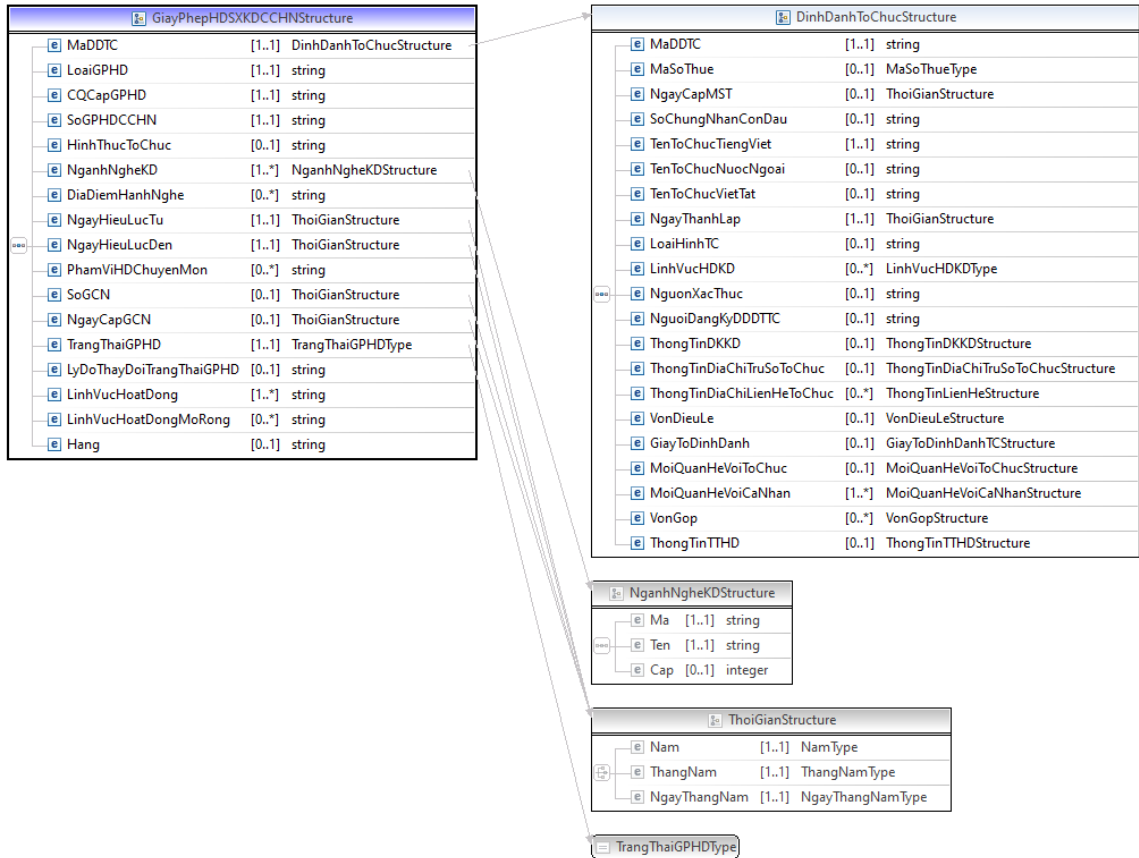 GiayPhepHDSXKDCCHNStructure
e MaDDTC [1..1] DinhDanhToChucStructure
e LoaiGPHD [1..1] string
e CQCapGPHD [1..1] string
e SoGPHDCCHN [1..1] string
e HinhThucToChuc [0..1] string
e NganhNgheKD [1..*] NganhNgheKDStructure
e DiaDiemHanhNghe [0..*] string
e NgayHieuLucTu [1..1] ThoiGianStructure
e NgayHieuLucDen [1..1] ThoiGianStructure
e PhamViHDChuyenMon [0..*] string
e SoGCN [0..1] ThoiGianStructure
e NgayCapGCN [0..1] ThoiGianStructure
e TrangThaiGPHD [1..1] TrangThaiGPHDType
e LyDoThayDoiTrangThaiGPHD [0..1] string
e LinhVucHoatDong [1..*] string
e LinhVucHoatDongMoRong [0..*] string
e Hang [0..1] string
DinhDanhToChucStructure
e MaDDTC [1..1] string
e MaSoThue [0..1] MaSoThueType
e NgayCapMST [0..1] ThoiGianStructure
e SoChungNhanConDau [0..1] string
e TenToChucTiengViet [1..1] string
e TenToChucNuocNgoai [0..1] string
e TenToChucVietTat [0..1] string
e NgayThanhLap [1..1] ThoiGianStructure
e LoaiHinhTC [0..1] string
e LinhVucHDKD [0..*] LinhVucHDKDType
e NguonXacThuc [0..1] string
e NguoiDangKyDDDTTC [0..1] string
e ThongTinDKKD [0..1] ThongTinDKKDStructure
e ThongTinDiaChiTruSoToChuc [0..1] ThongTinDiaChiTruSoToChucStructure
e ThongTinDiaChiLienHeToChuc [0..*] ThongTinLienHeStructure
e VonDieuLe [0..1] VonDieuLeStructure
e GiayToDinhDanh [0..1] GiayToDinhDanhTCStructure
e MoiQuanHeVoiToChuc [0..1] MoiQuanHeVoiToChucStructure
e MoiQuanHeVoiCaNhan [1..*] MoiQuanHeVoiCaNhanStructure
e VonGop [0..*] VonGopStructure
e ThongTinTTHD [0..1] ThongTinTTHDStructure
NganhNgheKDStructure
e Ma [1..1] string
e Ten [1..1] string
e Cap [0..1] integer
ThoiGianStructure
e Nam [1..1] NamType
e ThangNam [1..1] ThangNamType
e NgayThangNam [1..1] NgayThangNamType
TrangThaiGPHDType